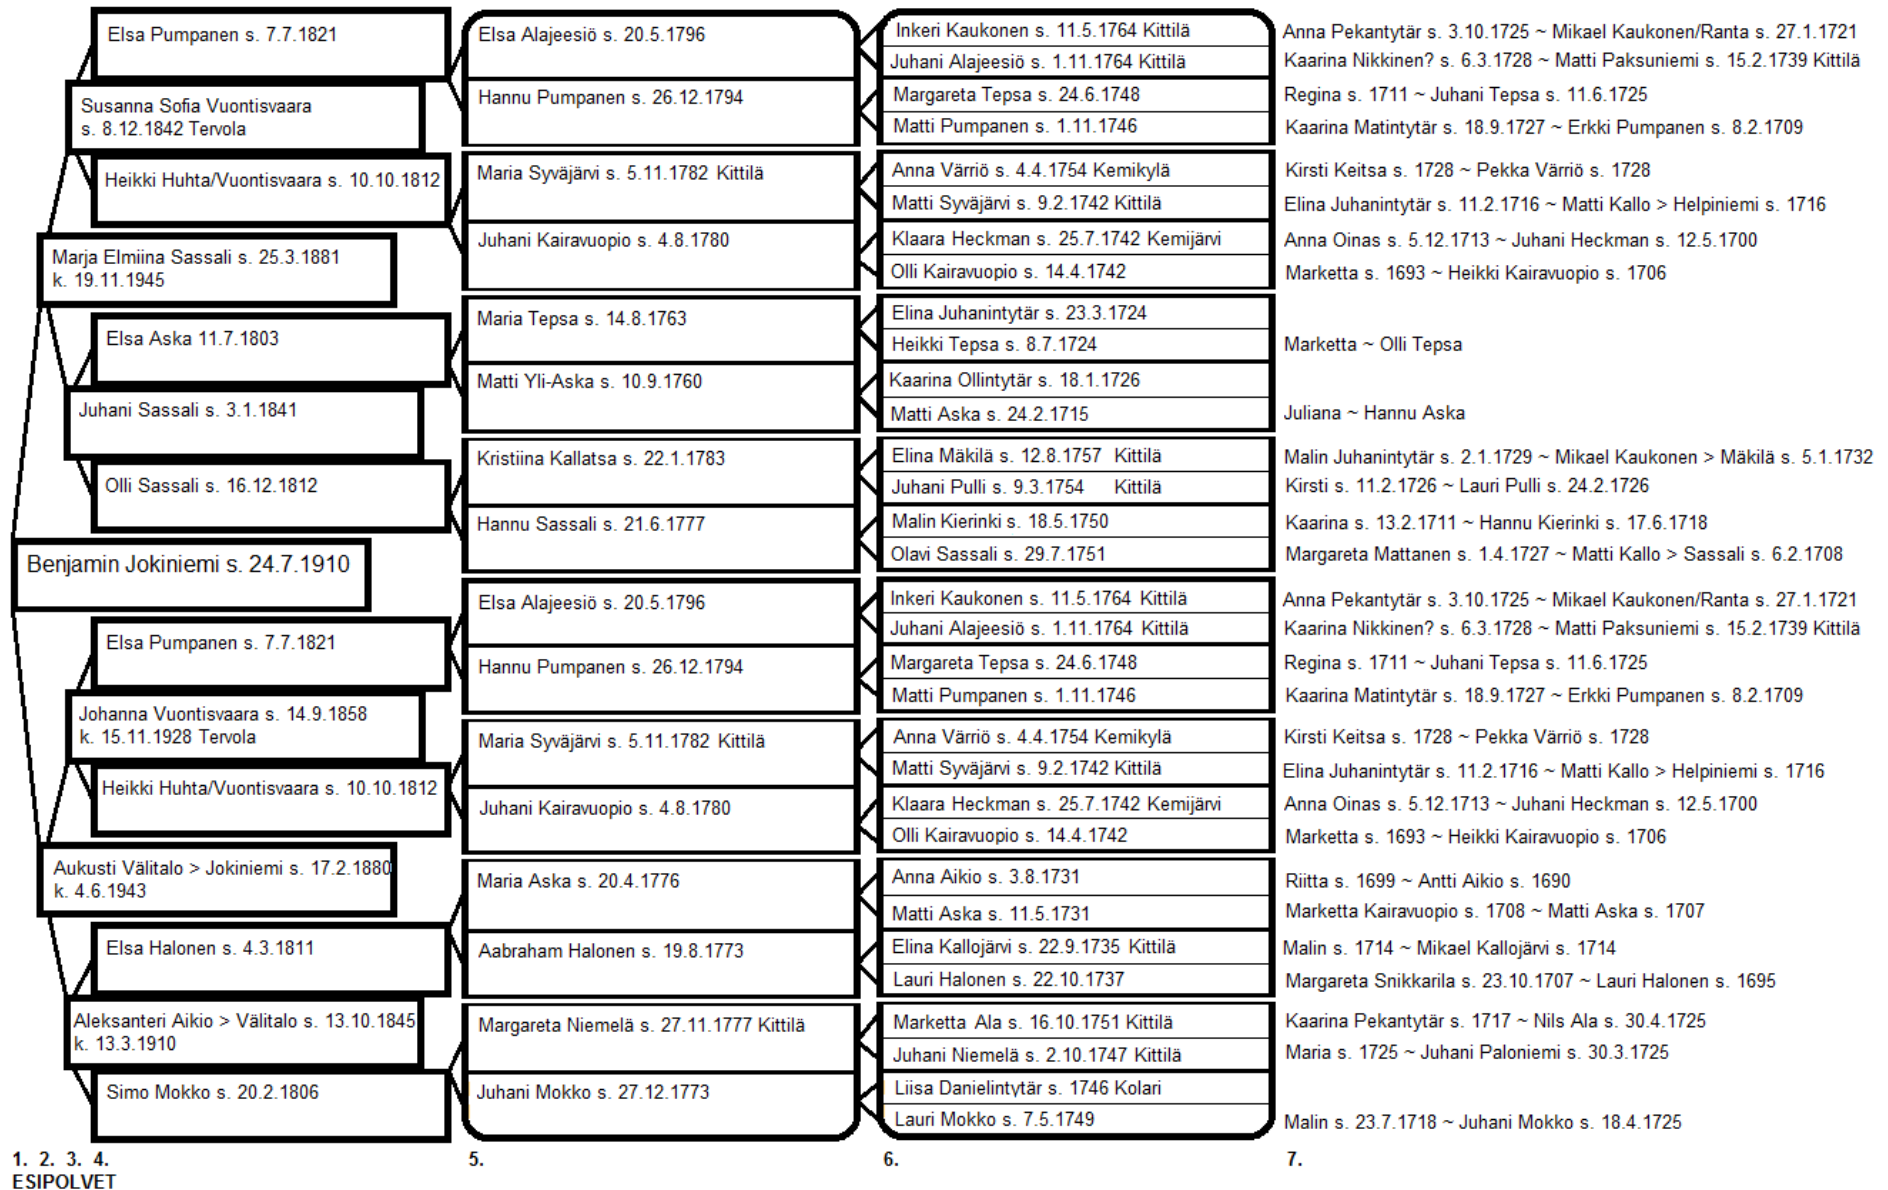 Elsa Pumpanen s. 7.7.1821
Susanna Sofia Vuontisvaara
s. 8.12.1842 Tervola
Heikki Huhta/Vuontisvaara s. 10.10.1812
Marja Elmiina Sassali s. 25.3.1881
k. 19.11.1945
Elsa Aska 11.7.1803
Juhani Sassali s. 3.1.1841
Olli Sassali s. 16.12.1812
Benjamin Jokiniemi s. 24.7.1910
Elsa Pumpanen s. 7.7.1821
Johanna Vuontisvaara s. 14.9.1858
k. 15.11.1928 Tervola
Heikki Huhta/Vuontisvaara s. 10.10.1812
Aukusti Välitalo > Jokiniemi s. 17.2.1880
k. 4.6.1943
Elsa Halonen s. 4.3.1811
Aleksanteri Aikio > Välitalo s. 13.10.1845
k. 13.3.1910
Simo Mokko s. 20.2.1806
1. 2. 3. 4.
ESIPOLVET
Elsa Alajeesiö s. 20.5.1796
Hannu Pumpanen s. 26.12.1794
Maria Syväjärvi s. 5.11.1782 Kittilä
Juhani Kairavuopio s. 4.8.1780
Maria Tepsa s. 14.8.1763
Matti Yli-Aska s. 10.9.1760
Kristiina Kallatsa s. 22.1.1783
Hannu Sassali s. 21.6.1777
Elsa Alajeesiö s. 20.5.1796
Hannu Pumpanen s. 26.12.1794
Maria Syväjärvi s. 5.11.1782 Kittilä
Juhani Kairavuopio s. 4.8.1780
Maria Aska s. 20.4.1776
Aabraham Halonen s. 19.8.1773
Margareta Niemelä s. 27.11.1777 Kittilä
Juhani Mokko s. 27.12.1773
5.
Inkeri Kaukonen s. 11.5.1764 Kittilä
Juhani Alajeesiö s. 1.11.1764 Kittilä
Margareta Tepsa s. 24.6.1748
Matti Pumpanen s. 1.11.1746
Anna Värriö s. 4.4.1754 Kemikylä
Matti Syväjärvi s. 9.2.1742 Kittilä
Klaara Heckman s. 25.7.1742 Kemijärvi
Olli Kairavuopio s. 14.4.1742
Elina Juhanintytär s. 23.3.1724
Heikki Tepsa s. 8.7.1724
Kaarina Ollintytär s. 18.1.1726
Matti Aska s. 24.2.1715
Elina Mäkilä s. 12.8.1757 Kittilä
Juhani Pulli s. 9.3.1754 Kittilä
Malin Kierinki s. 18.5.1750
Olavi Sassali s. 29.7.1751
Inkeri Kaukonen s. 11.5.1764 Kittilä
Juhani Alajeesiö s. 1.11.1764 Kittilä
Margareta Tepsa s. 24.6.1748
Matti Pumpanen s. 1.11.1746
Anna Värriö s. 4.4.1754 Kemikylä
Matti Syväjärvi s. 9.2.1742 Kittilä
Klaara Heckman s. 25.7.1742 Kemijärvi
Olli Kairavuopio s. 14.4.1742
Anna Aikio s. 3.8.1731
Matti Aska s. 11.5.1731
Elina Kallojärvi s. 22.9.1735 Kittilä
Lauri Halonen s. 22.10.1737
Marketta Ala s. 16.10.1751 Kittilä
Juhani Niemelä s. 2.10.1747 Kittilä
Liisa Danielintytär s. 1746 Kolari
Lauri Mokko s. 7.5.1749
6.
Anna Pekantytär s. 3.10.1725 ~ Mikael Kaukonen/Ranta s. 27.1.1721
Kaarina Nikkinen? s. 6.3.1728 ~ Matti Paksuniemi s. 15.2.1739 Kittilä
Regina s. 1711 ~ Juhani Tepsa s. 11.6.1725
Kaarina Matintytär s. 18.9.1727 ~ Erkki Pumpanen s. 8.2.1709
Kirsti Keitsa s. 1728 ~ Pekka Värriö s. 1728
Elina Juhanintytär s. 11.2.1716 ~ Matti Kallo > Helpiniemi s. 1716
Anna Oinas s. 5.12.1713 ~ Juhani Heckman s. 12.5.1700
Marketta s. 1693 ~ Heikki Kairavuopio s. 1706
Marketta ~ Olli Tepsa
Juliana ~ Hannu Aska
Malin Juhanintytär s. 2.1.1729 ~ Mikael Kaukonen > Mäkilä s. 5.1.1732
Kirsti s. 11.2.1726 ~ Lauri Pulli s. 24.2.1726
Kaarina s. 13.2.1711 ~ Hannu Kierinki s. 17.6.1718
Margareta Mattanen s. 1.4.1727 ~ Matti Kallo > Sassali s. 6.2.1708
Anna Pekantytär s. 3.10.1725 ~ Mikael Kaukonen/Ranta s. 27.1.1721
Kaarina Nikkinen? s. 6.3.1728 ~ Matti Paksuniemi s. 15.2.1739 Kittilä
Regina s. 1711 ~ Juhani Tepsa s. 11.6.1725
Kaarina Matintytär s. 18.9.1727 ~ Erkki Pumpanen s. 8.2.1709
Kirsti Keitsa s. 1728 ~ Pekka Värriö s. 1728
Elina Juhanintytär s. 11.2.1716 ~ Matti Kallo > Helpiniemi s. 1716
Anna Oinas s. 5.12.1713 ~ Juhani Heckman s. 12.5.1700
Marketta s. 1693 ~ Heikki Kairavuopio s. 1706
Riitta s. 1699 ~ Antti Aikio s. 1690
Marketta Kairavuopio s. 1708 ~ Matti Aska s. 1707
Malin s. 1714 ~ Mikael Kallojärvi s. 1714
Margareta Snikkarila s. 23.10.1707 ~ Lauri Halonen s. 1695
Kaarina Pekantytär s. 1717 ~ Nils Ala s. 30.4.1725
Maria s. 1725 ~ Juhani Paloniemi s. 30.3.1725
Malin s. 23.7.1718 ~ Juhani Mokko s. 18.4.1725
7.